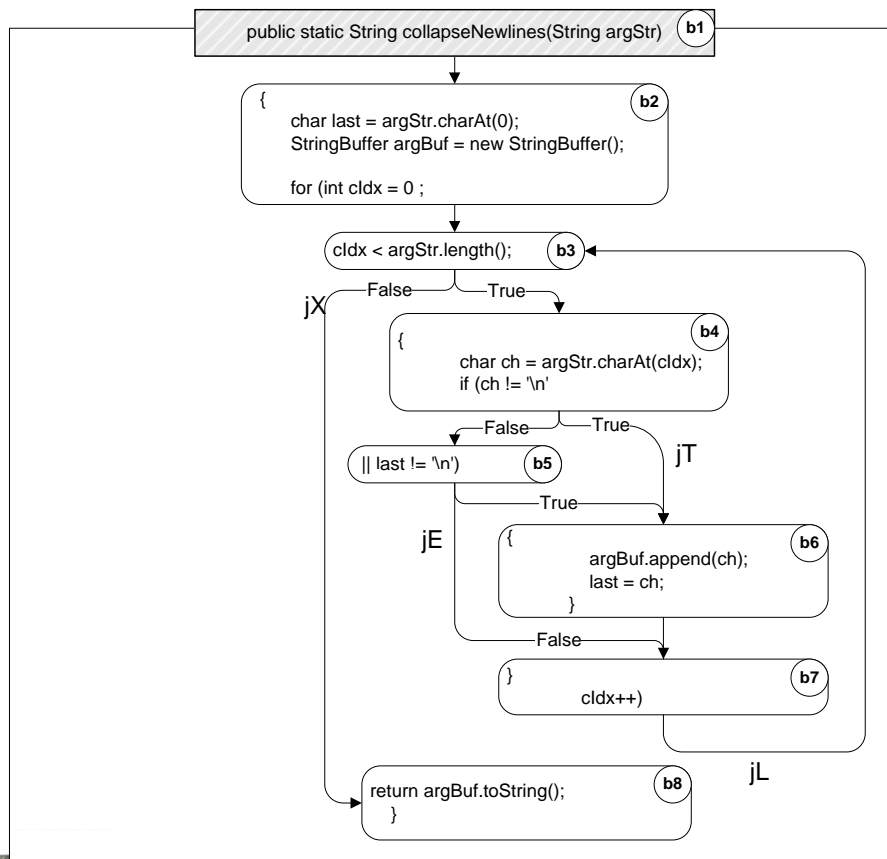 public static String collapseNewlines(String argStr) b1
{ b2
char last = argStr.charAt(0);
StringBuffer argBuf = new StringBuffer();
for (int cIdx = 0 ;
cIdx < argStr.length(); b3
False True
jX
{ b4
char ch = argStr.charAt(cIdx);
if (ch != '\n'
False True
|| last != '\n') b5
jT
True
jE
{ b6
argBuf.append(ch);
last = ch;
}
False
} b7
cIdx++)
jL
return argBuf.toString(); b8
}